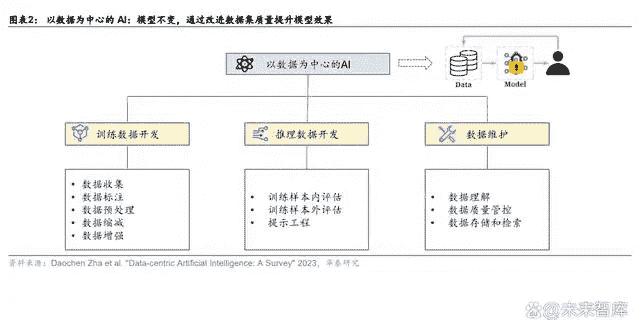 图表2： 以数据为中心的 AI：模型不变，通过改进数据集质量提升模型效果
以数据为中心的AI
Data
Model
训练数据开发
推理数据开发
数据维护
• 数据收集
• 数据标注
• 数据预处理
• 数据缩减
• 数据增强
• 训练样本内评估
• 训练样本外评估
• 提示工程
• 数据理解
• 数据质量管控
• 数据存储和检索
资料来源：Daochen Zha et al. "Data-centric Artificial Intelligence: A Survey" 2023，华泰研究
未来智库